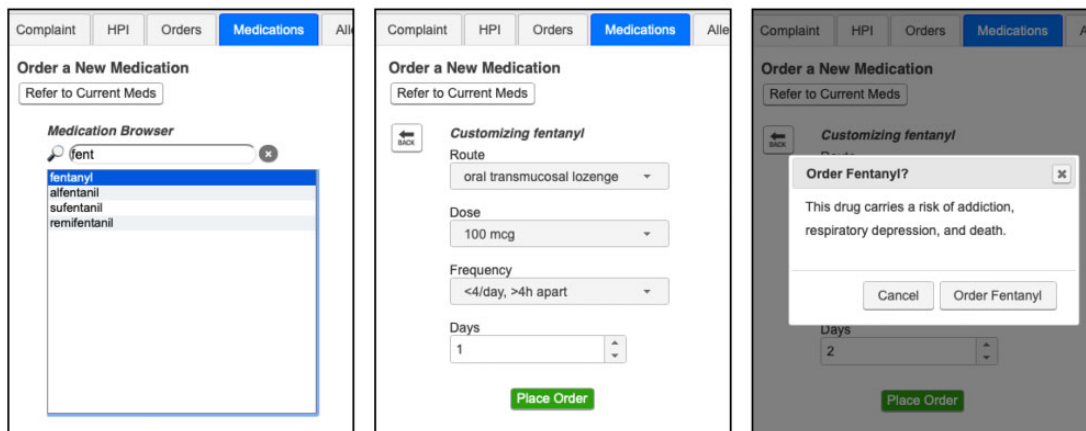 Complaint HPI Orders Medications Alle
Order a New Medication
Refer to Current Meds
Medication Browser
fent
fentanyl
alfentanil
sufentanil
remifentanil
Complaint HPI Orders Medications Alle
Order a New Medication
Refer to Current Meds
BACK
Customizing fentanyl
Route
oral transmucosal lozenge
Dose
100 mcg
Frequency
<4/day, >4h apart
Days
1
Place Order
Complaint HPI Orders Medications A
Order a New Medication
Refer to Current Meds
BACK
Customizing fentanyl
Order Fentanyl?
This drug carries a risk of addiction,
respiratory depression, and death.
Cancel Order Fentanyl
Days
2
Place Order